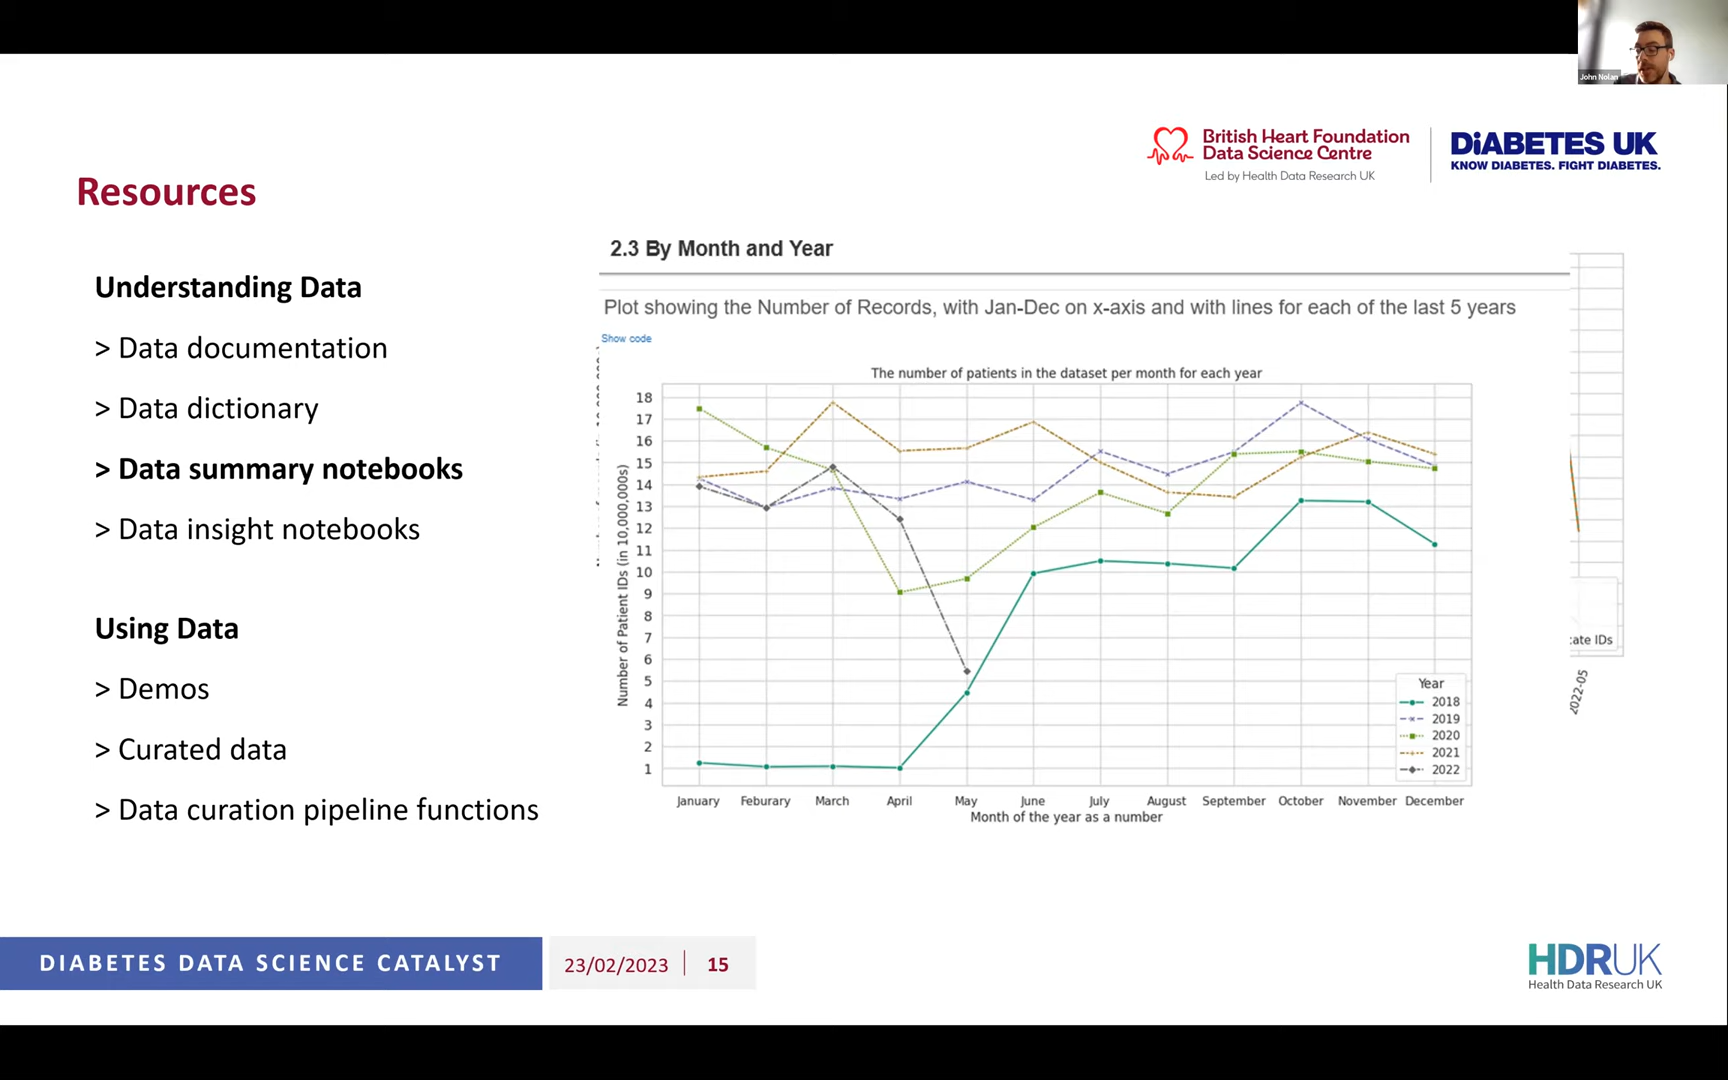 John Nolan
British Heart Foundation
Data Science Centre
Led by Health Data Research UK
DiABETES UK
KNOW DIABETES. FIGHT DIABETES.
Resources
Understanding Data
> Data documentation
> Data dictionary
> Data summary notebooks
> Data insight notebooks
Using Data
> Demos
> Curated data
> Data curation pipeline functions
2.3 By Month and Year
Plot showing the Number of Records, with Jan-Dec on x-axis and with lines for each of the last 5 years
Show code
The number of patients in the dataset per month for each year
Number of Patient IDs (in 10,000,000s)
18
17
16
15
14
13
12
11
10
9
8
7
6
5
4
3
2
1
January Feburary March April May June July August September October November December
Month of the year as a number
Year
2018
2019
2020
2021
2022
cate IDs
2022-05
DIABETES DATA SCIENCE CATALYST
23/02/2023 | 15
HDRUK
Health Data Research UK